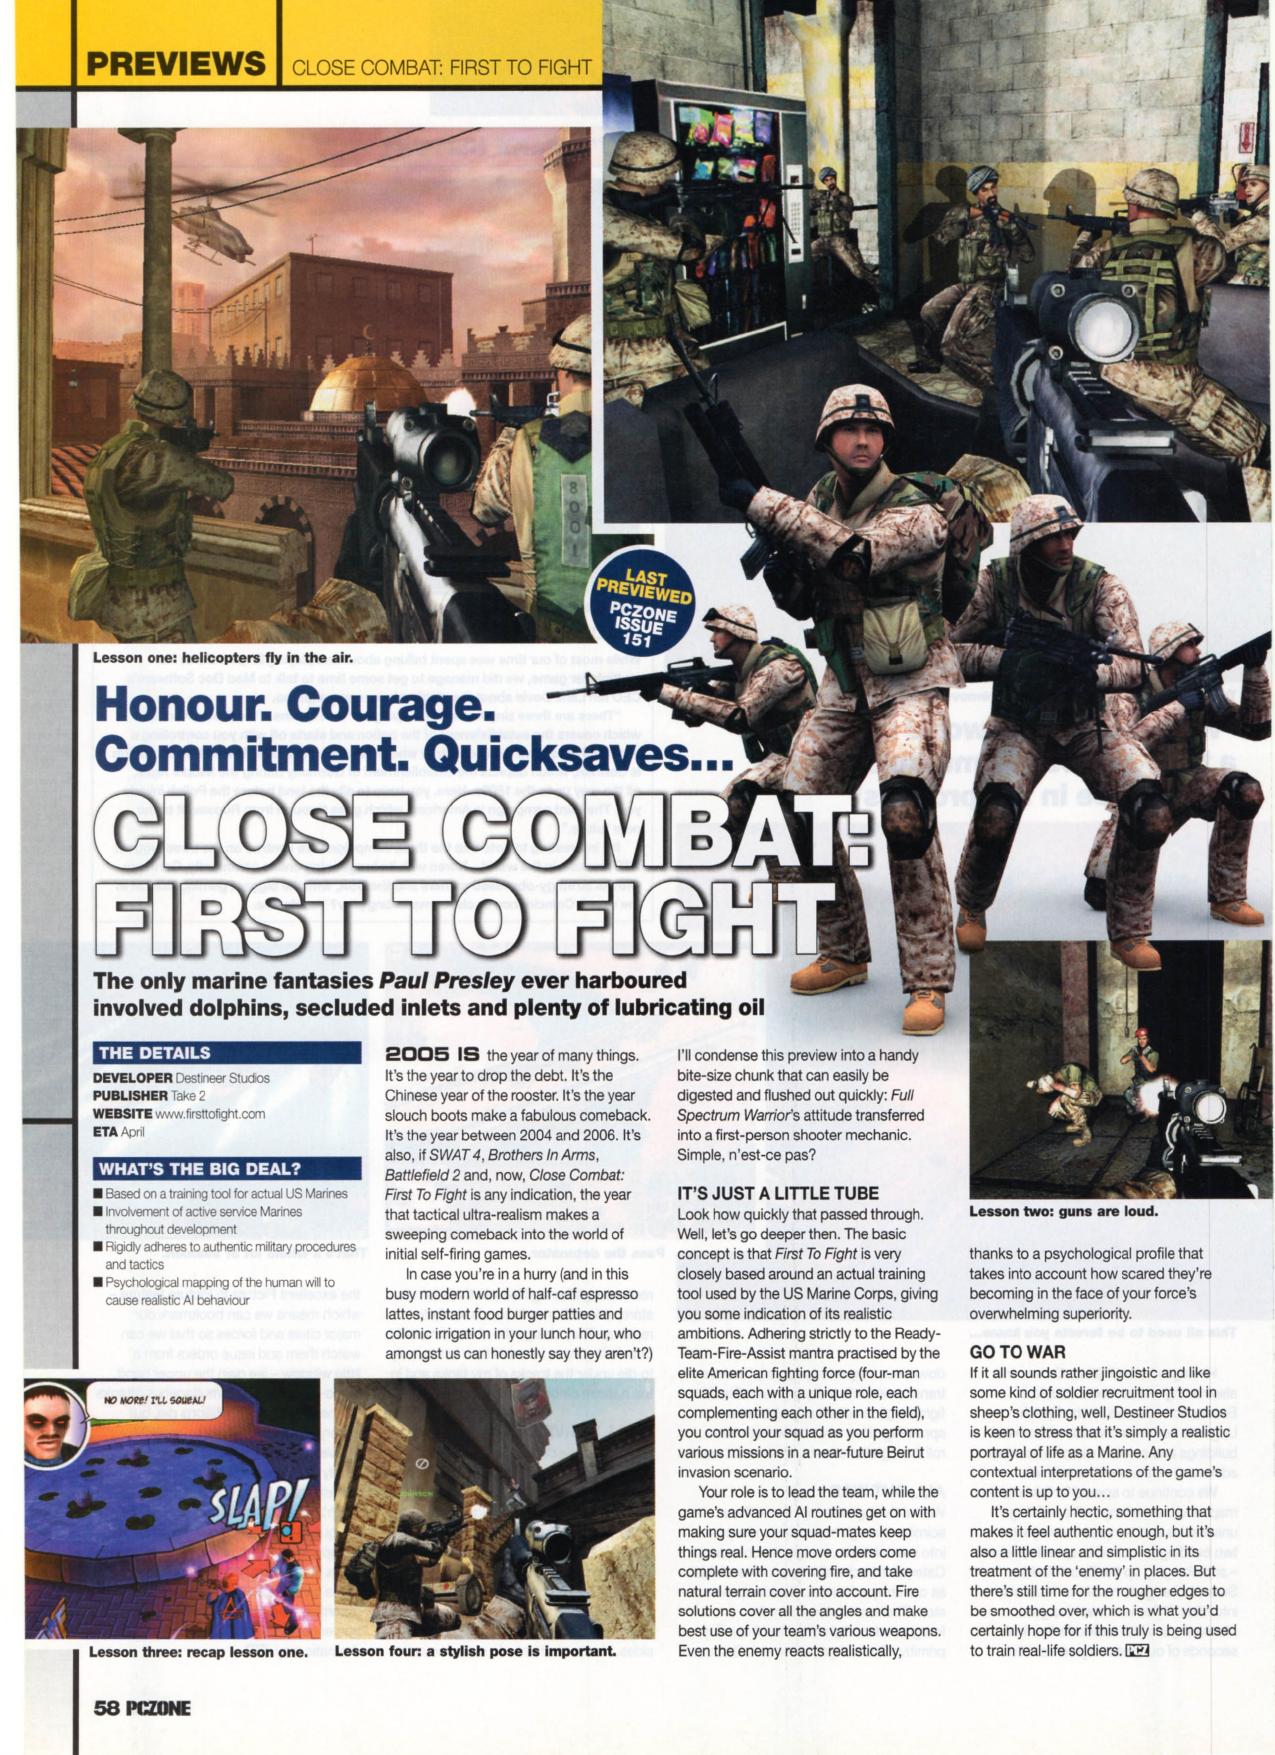 PREVIEWS
CLOSE COMBAT: FIRST TO FIGHT
8001
LAST
PREVIEWED
PCZONE
ISSUE
151
Lesson one: helicopters fly in the air.
Honour. Courage.
Commitment. Quicksaves...
CLOSE COMBAT:
FIRST TO FIGHT
The only marine fantasies Paul Presley ever harboured
involved dolphins, secluded inlets and plenty of lubricating oil
THE DETAILS
DEVELOPER Destineer Studios
PUBLISHER Take 2
WEBSITE www.firsttofight.com
ETA April
WHAT'S THE BIG DEAL?
■ Based on a training tool for actual US Marines
■ Involvement of active service Marines
throughout development
■ Rigidly adheres to authentic military procedures
and tactics
■ Psychological mapping of the human will to
cause realistic AI behaviour
2005 IS the year of many things.
It's the year to drop the debt. It's the
Chinese year of the rooster. It's the year
slouch boots make a fabulous comeback.
It's the year between 2004 and 2006. It's
also, if SWAT 4, Brothers In Arms,
Battlefield 2 and, now, Close Combat:
First To Fight is any indication, the year
that tactical ultra-realism makes a
sweeping comeback into the world of
initial self-firing games.
In case you're in a hurry (and in this
busy modern world of half-caf espresso
lattes, instant food burger patties and
colonic irrigation in your lunch hour, who
amongst us can honestly say they aren't?)
I'll condense this preview into a handy
bite-size chunk that can easily be
digested and flushed out quickly: Full
Spectrum Warrior's attitude transferred
into a first-person shooter mechanic.
Simple, n'est-ce pas?
IT'S JUST A LITTLE TUBE
Look how quickly that passed through.
Well, let's go deeper then. The basic
concept is that First To Fight is very
closely based around an actual training
tool used by the US Marine Corps, giving
you some indication of its realistic
ambitions. Adhering strictly to the Ready-
Team-Fire-Assist mantra practised by the
elite American fighting force (four-man
squads, each with a unique role, each
complementing each other in the field),
you control your squad as you perform
various missions in a near-future Beirut
invasion scenario.
Your role is to lead the team, while the
game's advanced AI routines get on with
making sure your squad-mates keep
things real. Hence move orders come
complete with covering fire, and take
natural terrain cover into account. Fire
solutions cover all the angles and make
best use of your team's various weapons.
Even the enemy reacts realistically,
Lesson two: guns are loud.
thanks to a psychological profile that
takes into account how scared they're
becoming in the face of your force's
overwhelming superiority.
GO TO WAR
If it all sounds rather jingoistic and like
some kind of soldier recruitment tool in
sheep's clothing, well, Destineer Studios
is keen to stress that it's simply a realistic
portrayal of life as a Marine. Any
contextual interpretations of the game's
content is up to you...
It's certainly hectic, something that
makes it feel authentic enough, but it's
also a little linear and simplistic in its
treatment of the 'enemy' in places. But
there's still time for the rougher edges to
be smoothed over, which is what you'd
certainly hope for if this truly is being used
to train real-life soldiers. PCZ
NO MORE! I'LL SQUEAL!
SLAP!
Lesson three: recap lesson one.
Lesson four: a stylish pose is important.
58 PCZONE